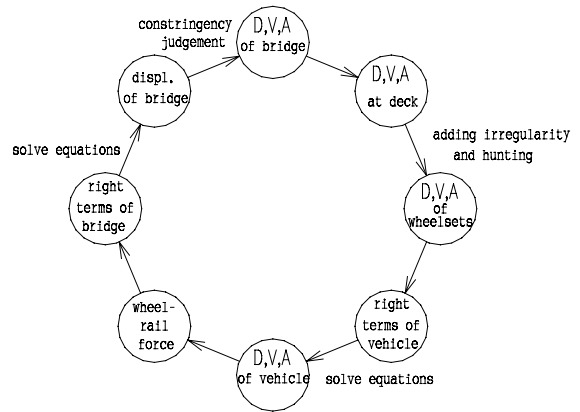 constringency
judgement
D,V,A
of bridge
D,V,A
at deck
adding irregularity
and hunting
D,V,A
of
wheelsets
right
terms of
vehicle
solve equations
D,V,A
of vehicle
wheel-
rail
force
right
terms of
bridge
solve equations
displ.
of bridge